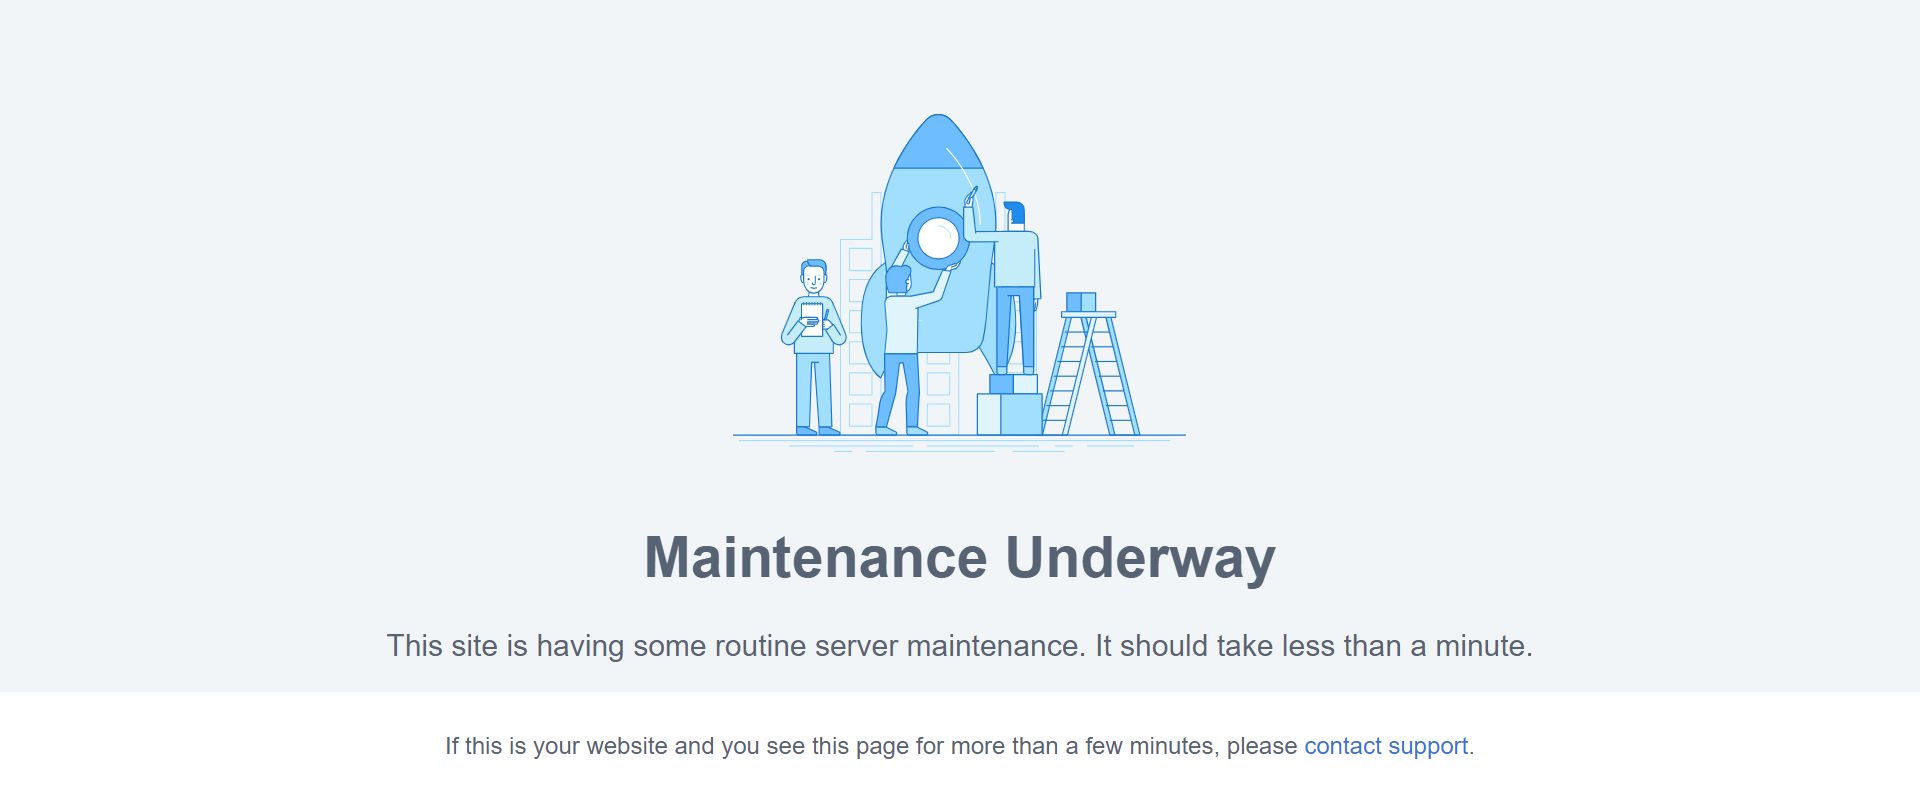 Maintenance Underway
This site is having some routine server maintenance. It should take less than a minute.
If this is your website and you see this page for more than a few minutes, please contact support.